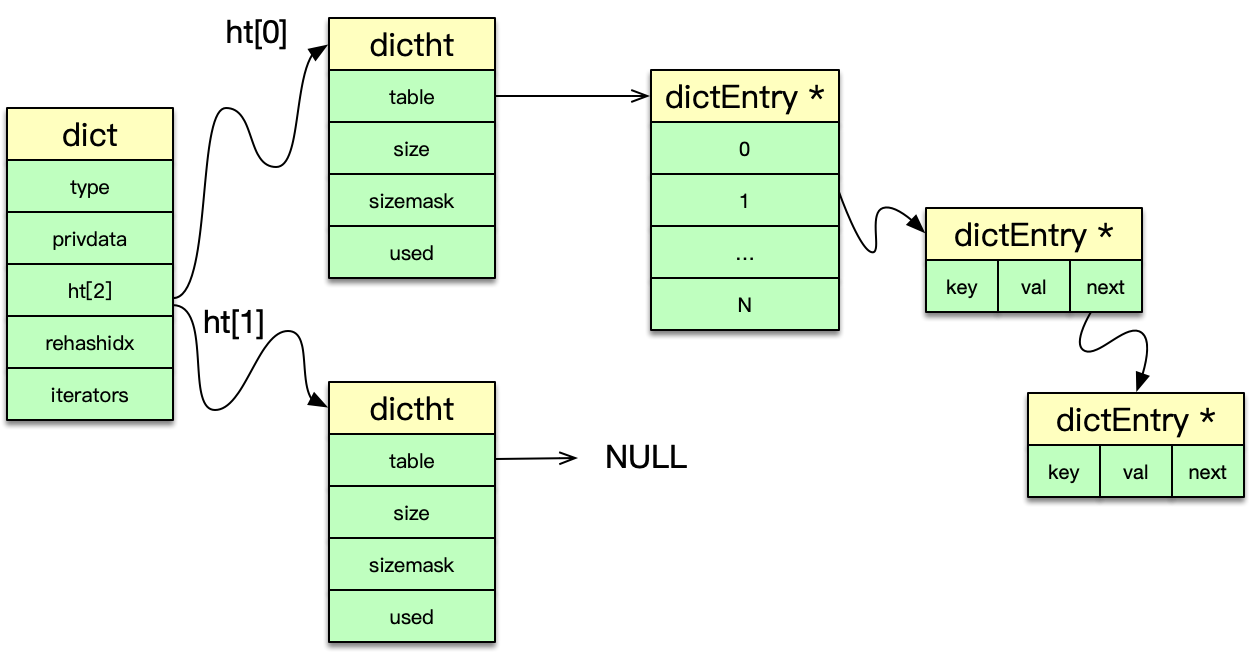 dict
type
privdata
ht[2]
rehashidx
iterators
ht[0]
dictht
table
size
sizemask
used
ht[1]
dictht
table
size
sizemask
used
NULL
dictEntry *
0
1
...
N
dictEntry *
key val next
dictEntry *
key val next